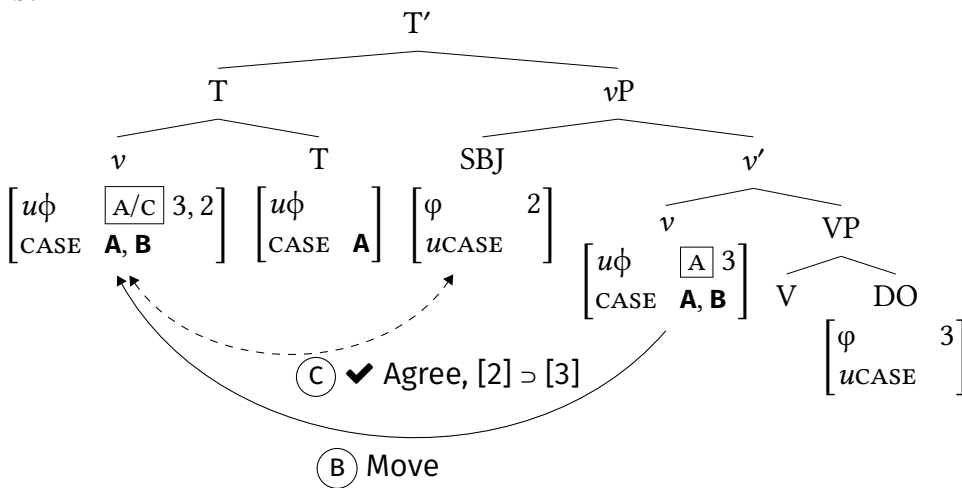 T′
T vP
v T SBJ v′
[uϕ A/C 3, 2] [uϕ ] [φ 2] v VP
[CASE A, B] [CASE A] [uCASE ] [uϕ A 3] V DO
[CASE A, B] [φ 3]
[uCASE ]
C ✔ Agree, [2] ⊃ [3]
B Move